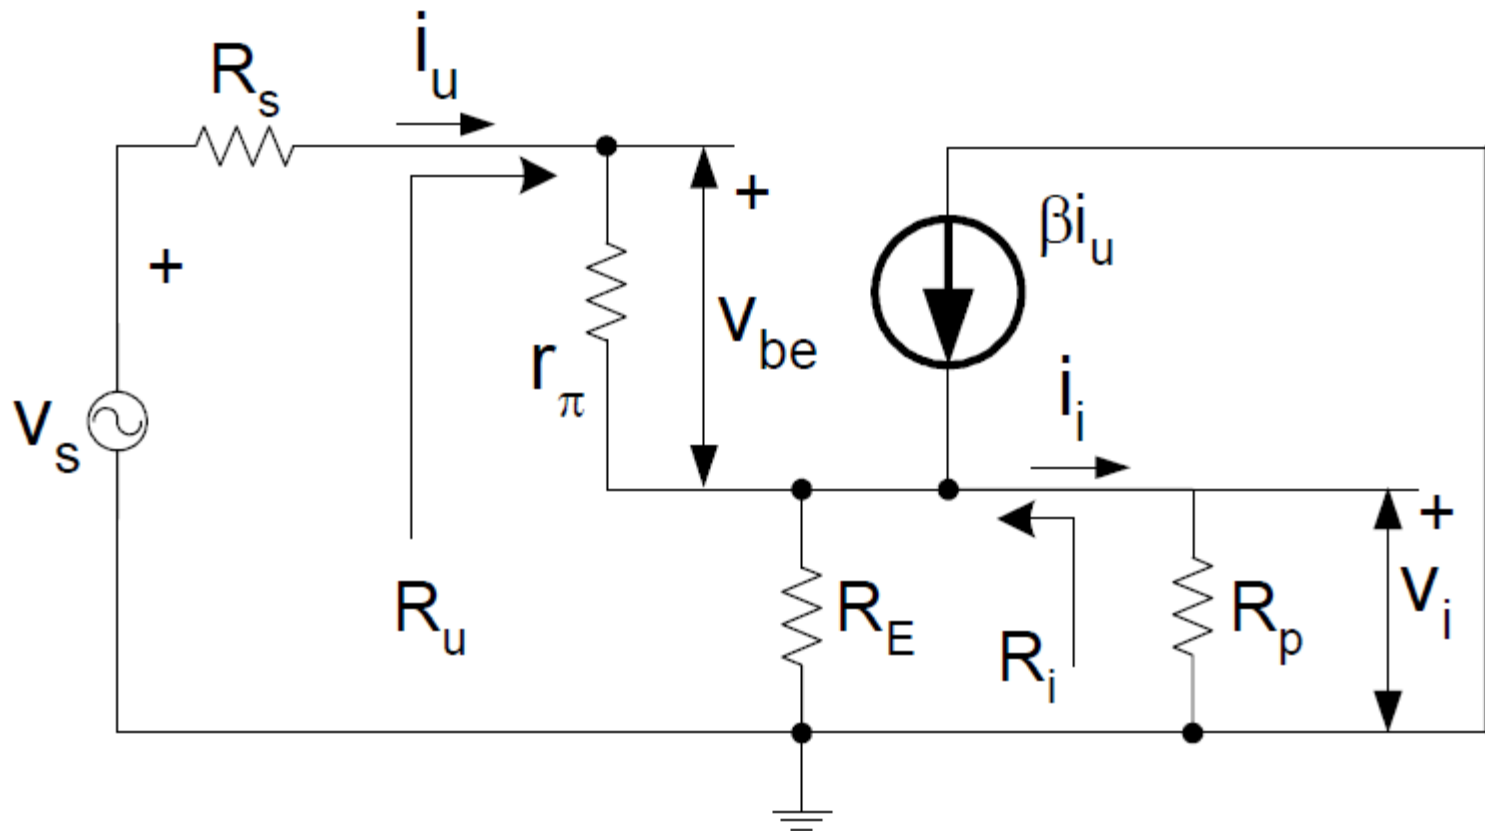 R_s
i_u
+
+
βi_u
v_be
r_π
v_s
i_i
+
R_u
R_E
R_i
R_p
v_i